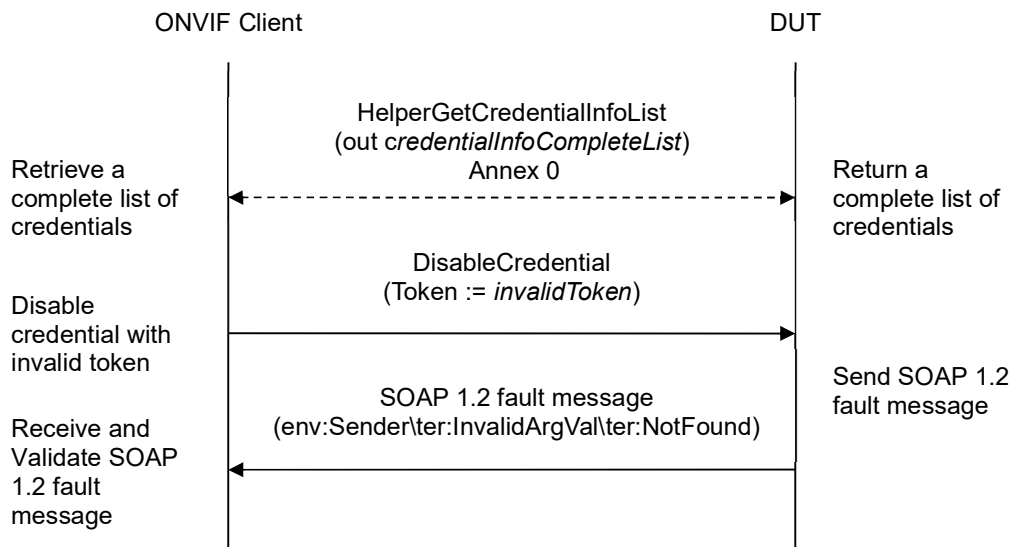 ONVIF Client
DUT
HelperGetCredentialInfoList
(out credentialInfoCompleteList)
Annex 0
Retrieve a
complete list of
credentials
Return a
complete list of
credentials
DisableCredential
(Token := invalidToken)
Disable
credential with
invalid token
Send SOAP 1.2
fault message
SOAP 1.2 fault message
(env:Sender\ter:InvalidArgVal\ter:NotFound)
Receive and
Validate SOAP
1.2 fault
message